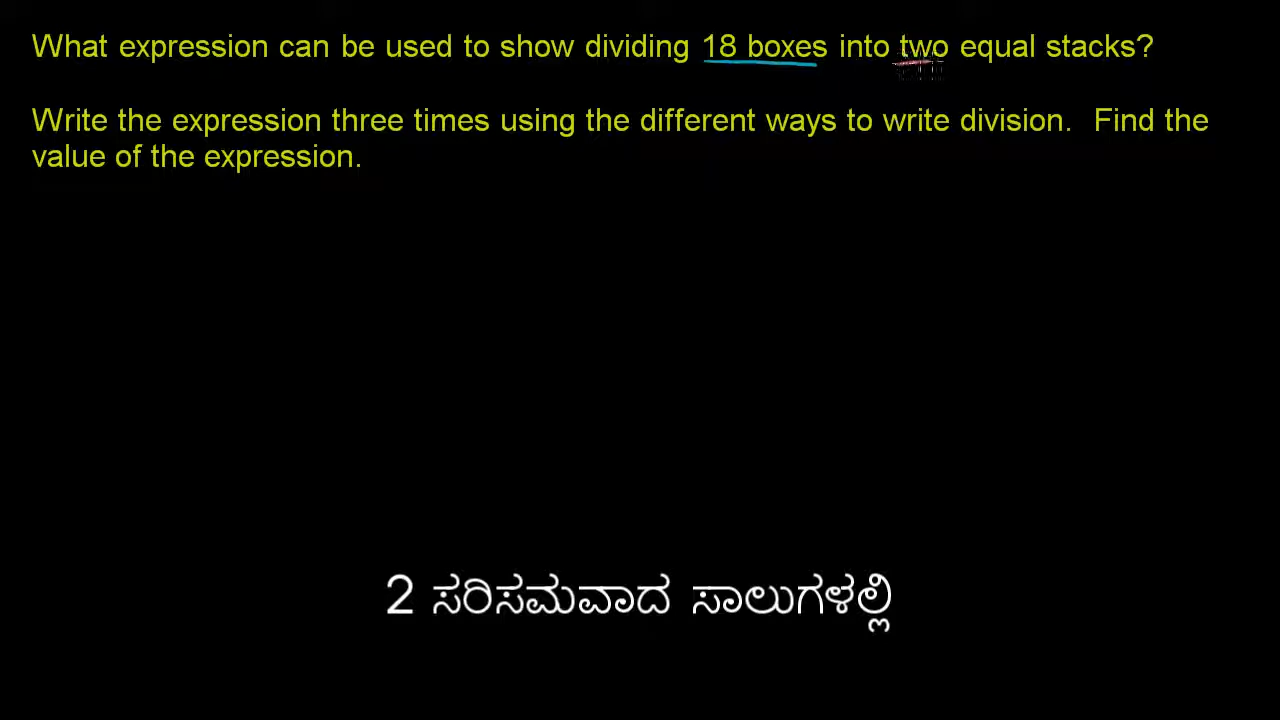 What expression can be used to show dividing 18 boxes into two equal stacks?
Write the expression three times using the different ways to write division. Find the
value of the expression.
2 ಸರಿಸಮವಾದ ಸಾಲುಗಳಲ್ಲಿ